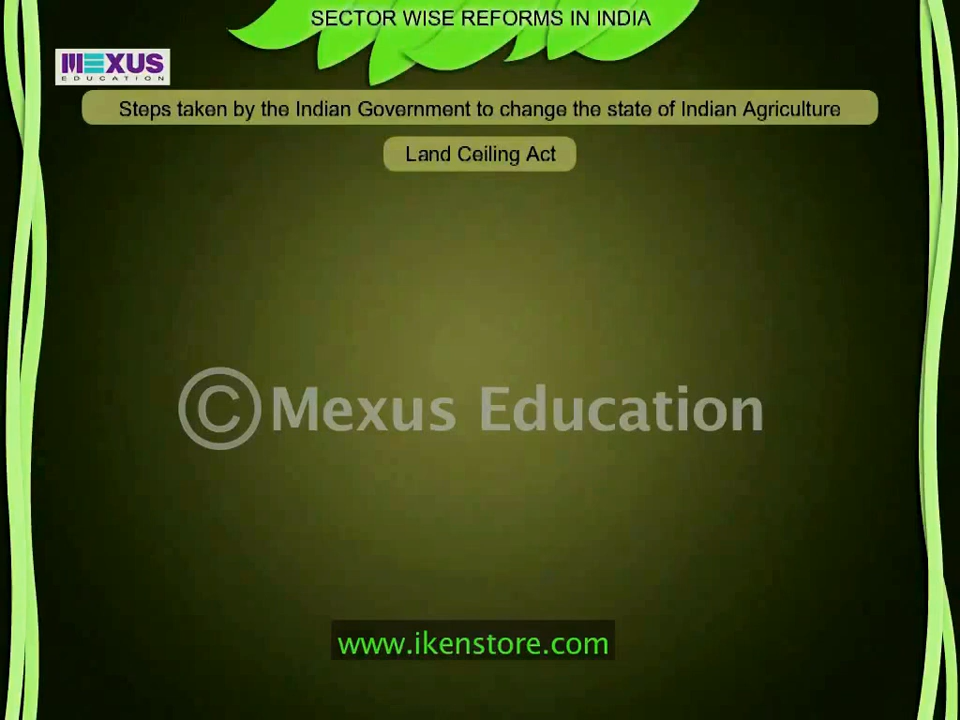 SECTOR WISE REFORMS IN INDIA
MEXUS
EDUCATION
Steps taken by the Indian Government to change the state of Indian Agriculture
Land Ceiling Act
© Mexus Education
www.ikenstore.com